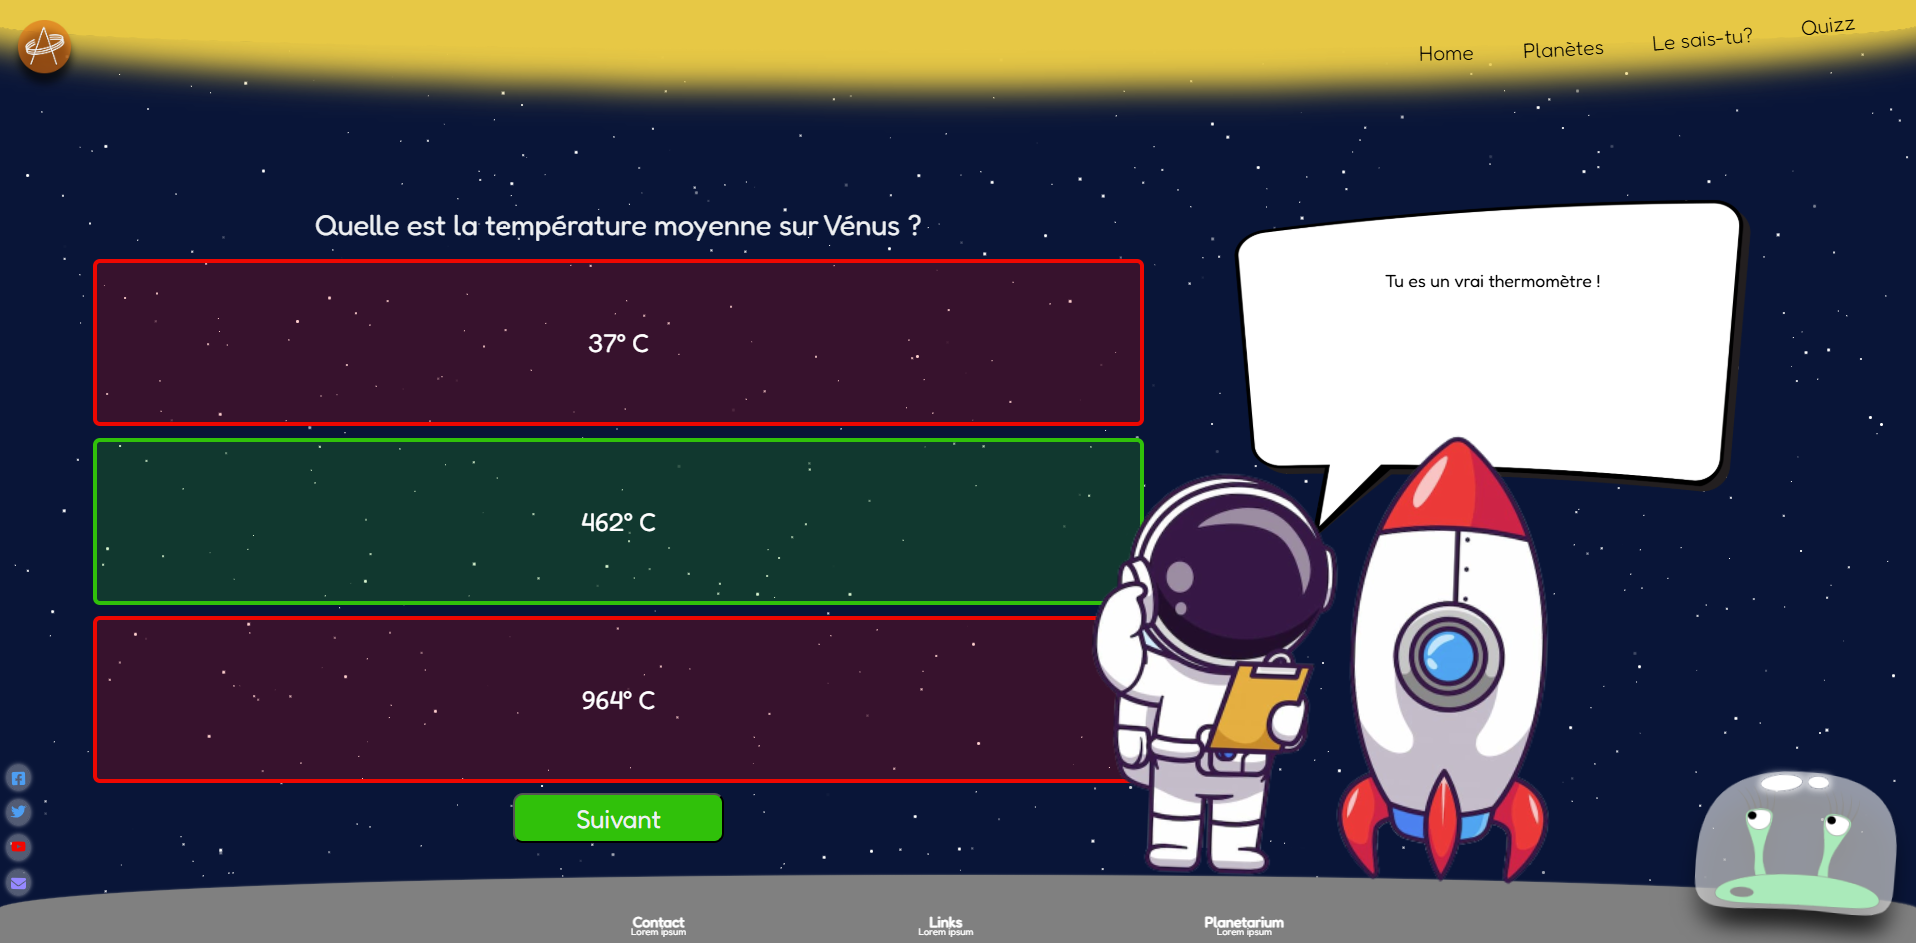 Home
Planètes
Le sais-tu?
Quizz
Quelle est la température moyenne sur Vénus ?
37° C
462° C
964° C
Suivant
Tu es un vrai thermomètre !
Contact
Lorem ipsum
Links
Lorem ipsum
Planetarium
Lorem ipsum